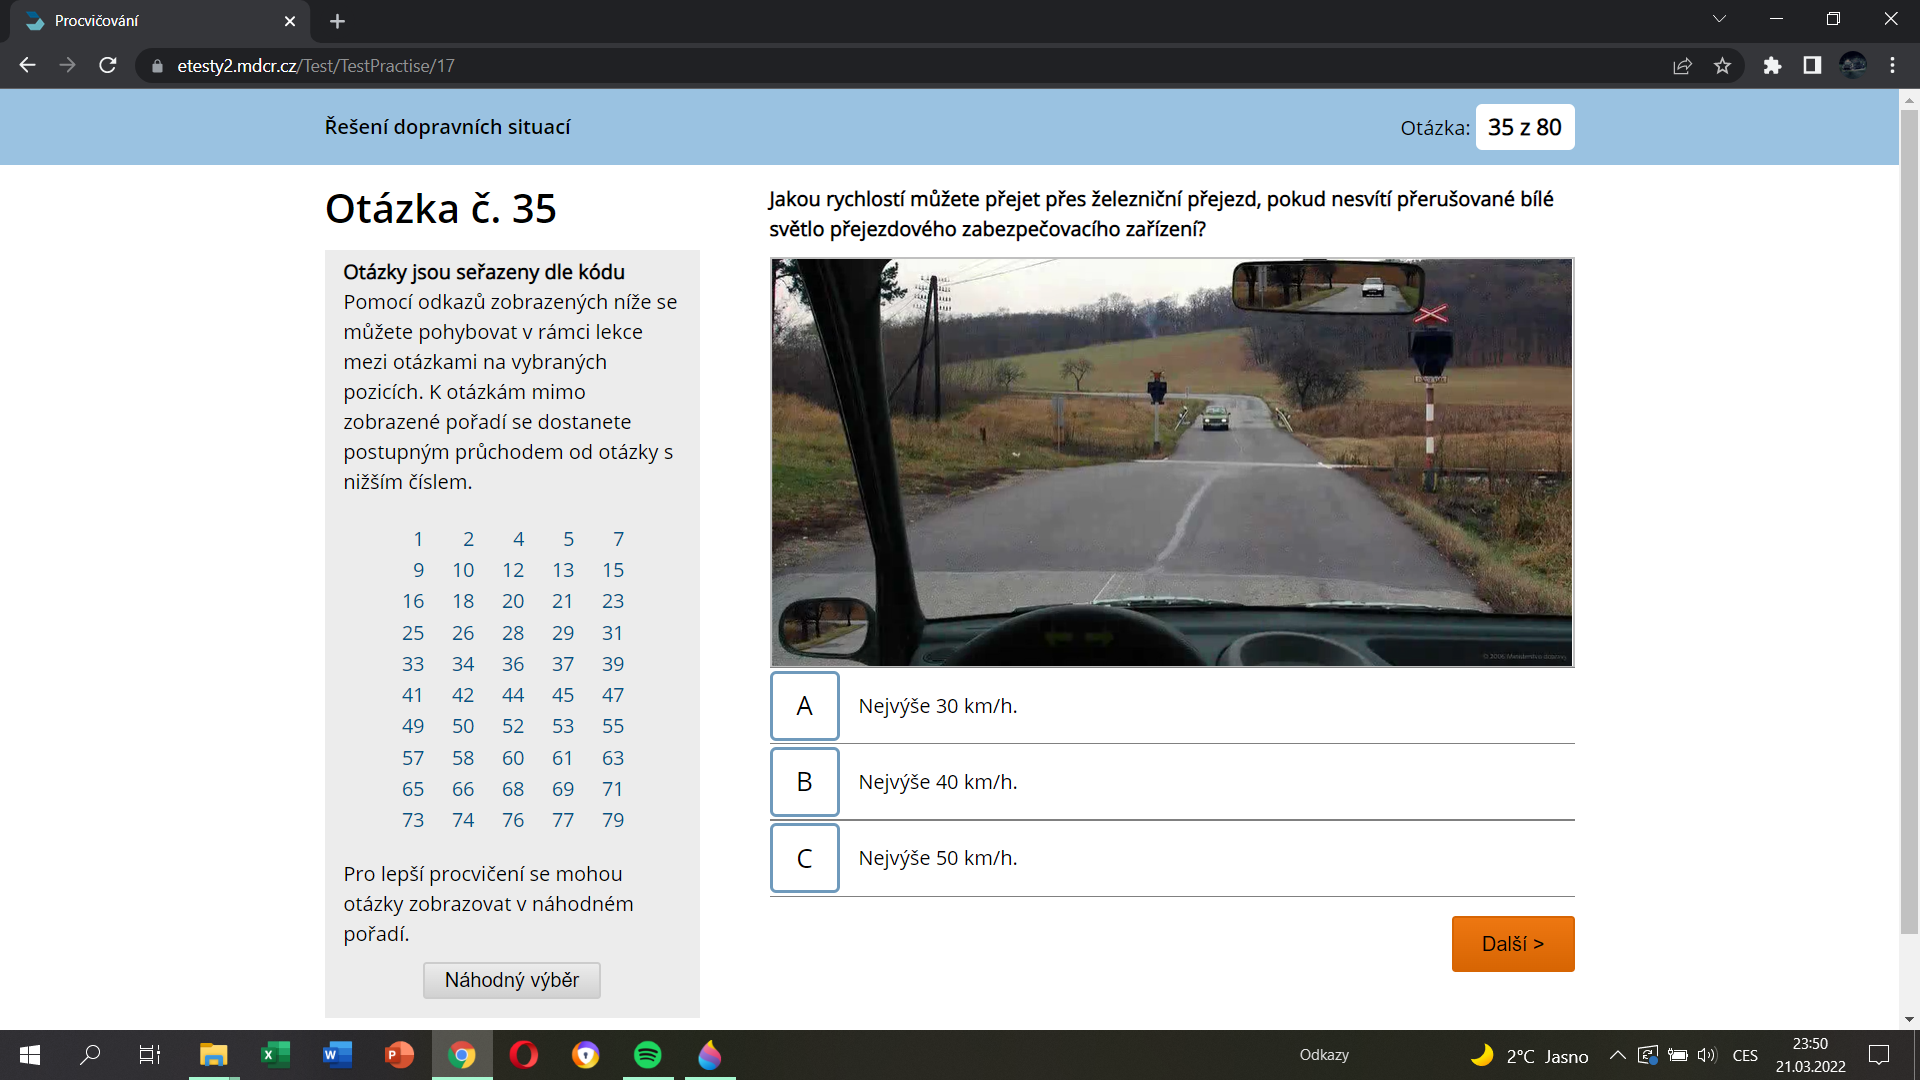 Procvičování
etesty2.mdcr.cz/Test/TestPractise/17
Řešení dopravních situací
Otázka: 35 z 80
Otázka č. 35
Otázky jsou seřazeny dle kódu
Pomocí odkazů zobrazených níže se
můžete pohybovat v rámci lekce
mezi otázkami na vybraných
pozicích. K otázkám mimo
zobrazené pořadí se dostanete
postupným průchodem od otázky s
nižším číslem.
1 2 4 5 7
9 10 12 13 15
16 18 20 21 23
25 26 28 29 31
33 34 36 37 39
41 42 44 45 47
49 50 52 53 55
57 58 60 61 63
65 66 68 69 71
73 74 76 77 79
Pro lepší procvičení se mohou
otázky zobrazovat v náhodném
pořadí.
Náhodný výběr
Jakou rychlostí můžete přejet přes železniční přejezd, pokud nesvítí přerušované bílé
světlo přejezdového zabezpečovacího zařízení?
A Nejvýše 30 km/h.
B Nejvýše 40 km/h.
C Nejvýše 50 km/h.
Další >
Odkazy
2°C Jasno
CES
23:50
21.03.2022